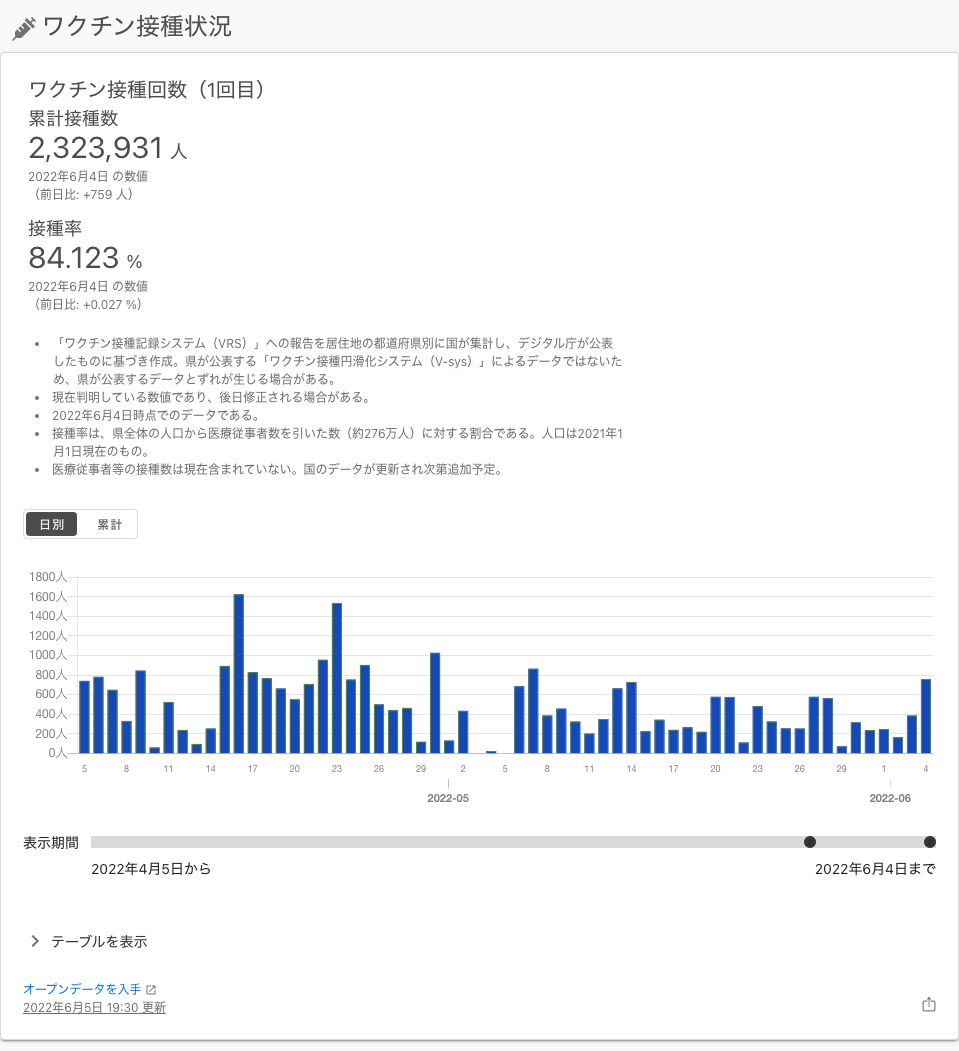 ワクチン接種状況
ワクチン接種回数（1回目）
累計接種数
2,323,931 人
2022年6月4日 の数値
（前日比: +759 人）
接種率
84.123 %
2022年6月4日 の数値
（前日比: +0.027 %）
• 「ワクチン接種記録システム（VRS）」への報告を居住地の都道府県別に国が集計し、デジタル庁が公表
したものに基づき作成。県が公表する「ワクチン接種円滑化システム（V-sys）」によるデータではないた
め、県が公表するデータとずれが生じる場合がある。
• 現在判明している数値であり、後日修正される場合がある。
• 2022年6月4日時点でのデータである。
• 接種率は、県全体の人口から医療従事者数を引いた数（約276万人）に対する割合である。人口は2021年1
月1日現在のもの。
• 医療従事者等の接種数は現在含まれていない。国のデータが更新され次第追加予定。
日別 累計
1800人
1600人
1400人
1200人
1000人
800人
600人
400人
200人
0人
5 8 11 14 17 20 23 26 29 2 5 8 11 14 17 20 23 26 29 1 4
2022-05 2022-06
表示期間
2022年4月5日から 2022年6月4日まで
テーブルを表示
オープンデータを入手
2022年6月5日 19:30 更新